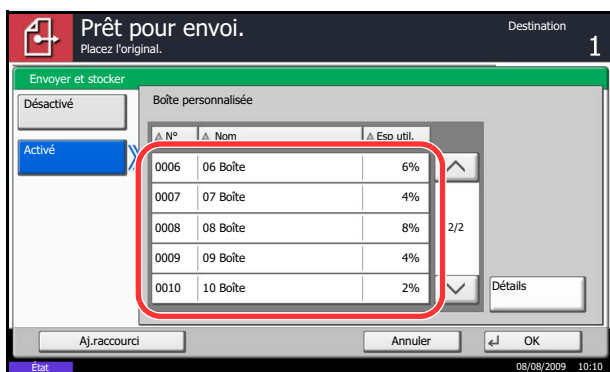 Prêt pour envoi.
Placez l'original.
Destination
1
Envoyer et stocker
Désactivé
Activé
Boîte personnalisée
N° Nom Esp util.
0006 06 Boîte 6%
0007 07 Boîte 4%
0008 08 Boîte 8%
0009 09 Boîte 4%
0010 10 Boîte 2%
2/2
Détails
Aj.raccourci Annuler OK
État 08/08/2009 10:10